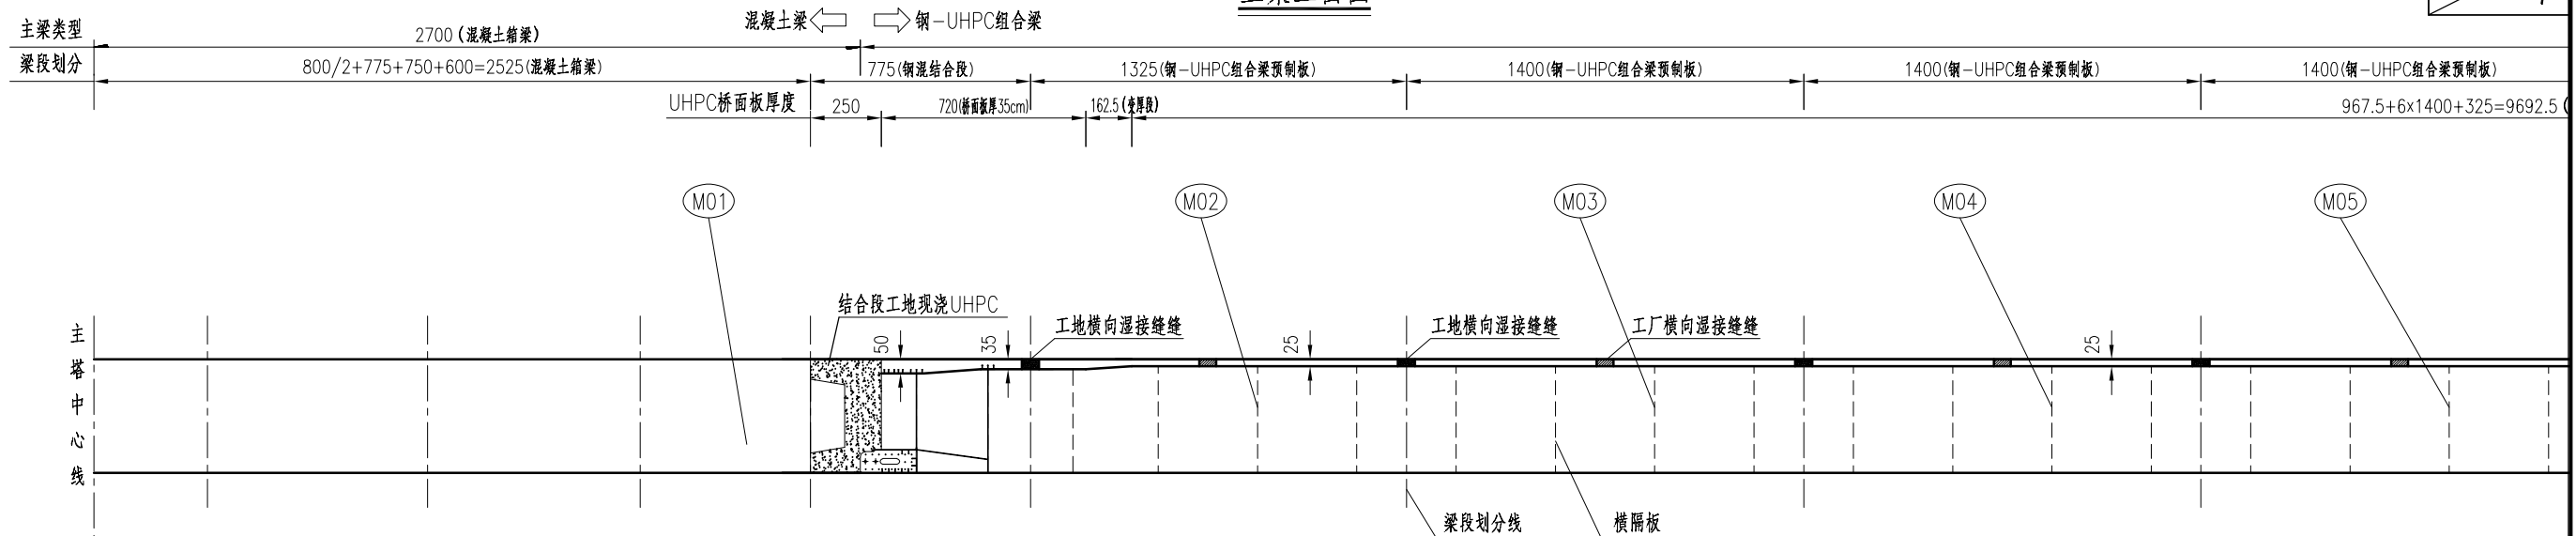 混凝土梁 钢-UHPC组合梁
主梁类型 2700(混凝土箱梁)
梁段划分 800/2+775+750+600=2525(混凝土箱梁) 775(钢混结合段) 1325(钢-UHPC组合梁预制板) 1400(钢-UHPC组合梁预制板) 1400(钢-UHPC组合梁预制板) 1400(钢-UHPC组合梁预制板)
UHPC桥面板厚度 250 720(桥面板厚35cm) 162.5(变厚段) 967.5+6x1400+325=9692.5(
M01 M02 M03 M04 M05
结合段工地现浇UHPC
工地横向湿接缝缝 工地横向湿接缝缝 工厂横向湿接缝缝
50 35 25 25
主塔中心线
梁段划分线 横隔板